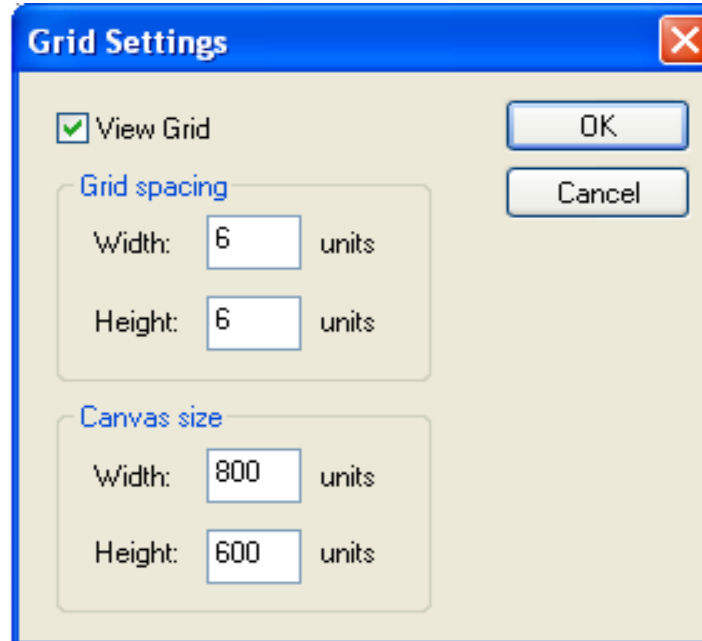 Grid Settings
View Grid
OK
Cancel
Grid spacing
Width: 6 units
Height: 6 units
Canvas size
Width: 800 units
Height: 600 units